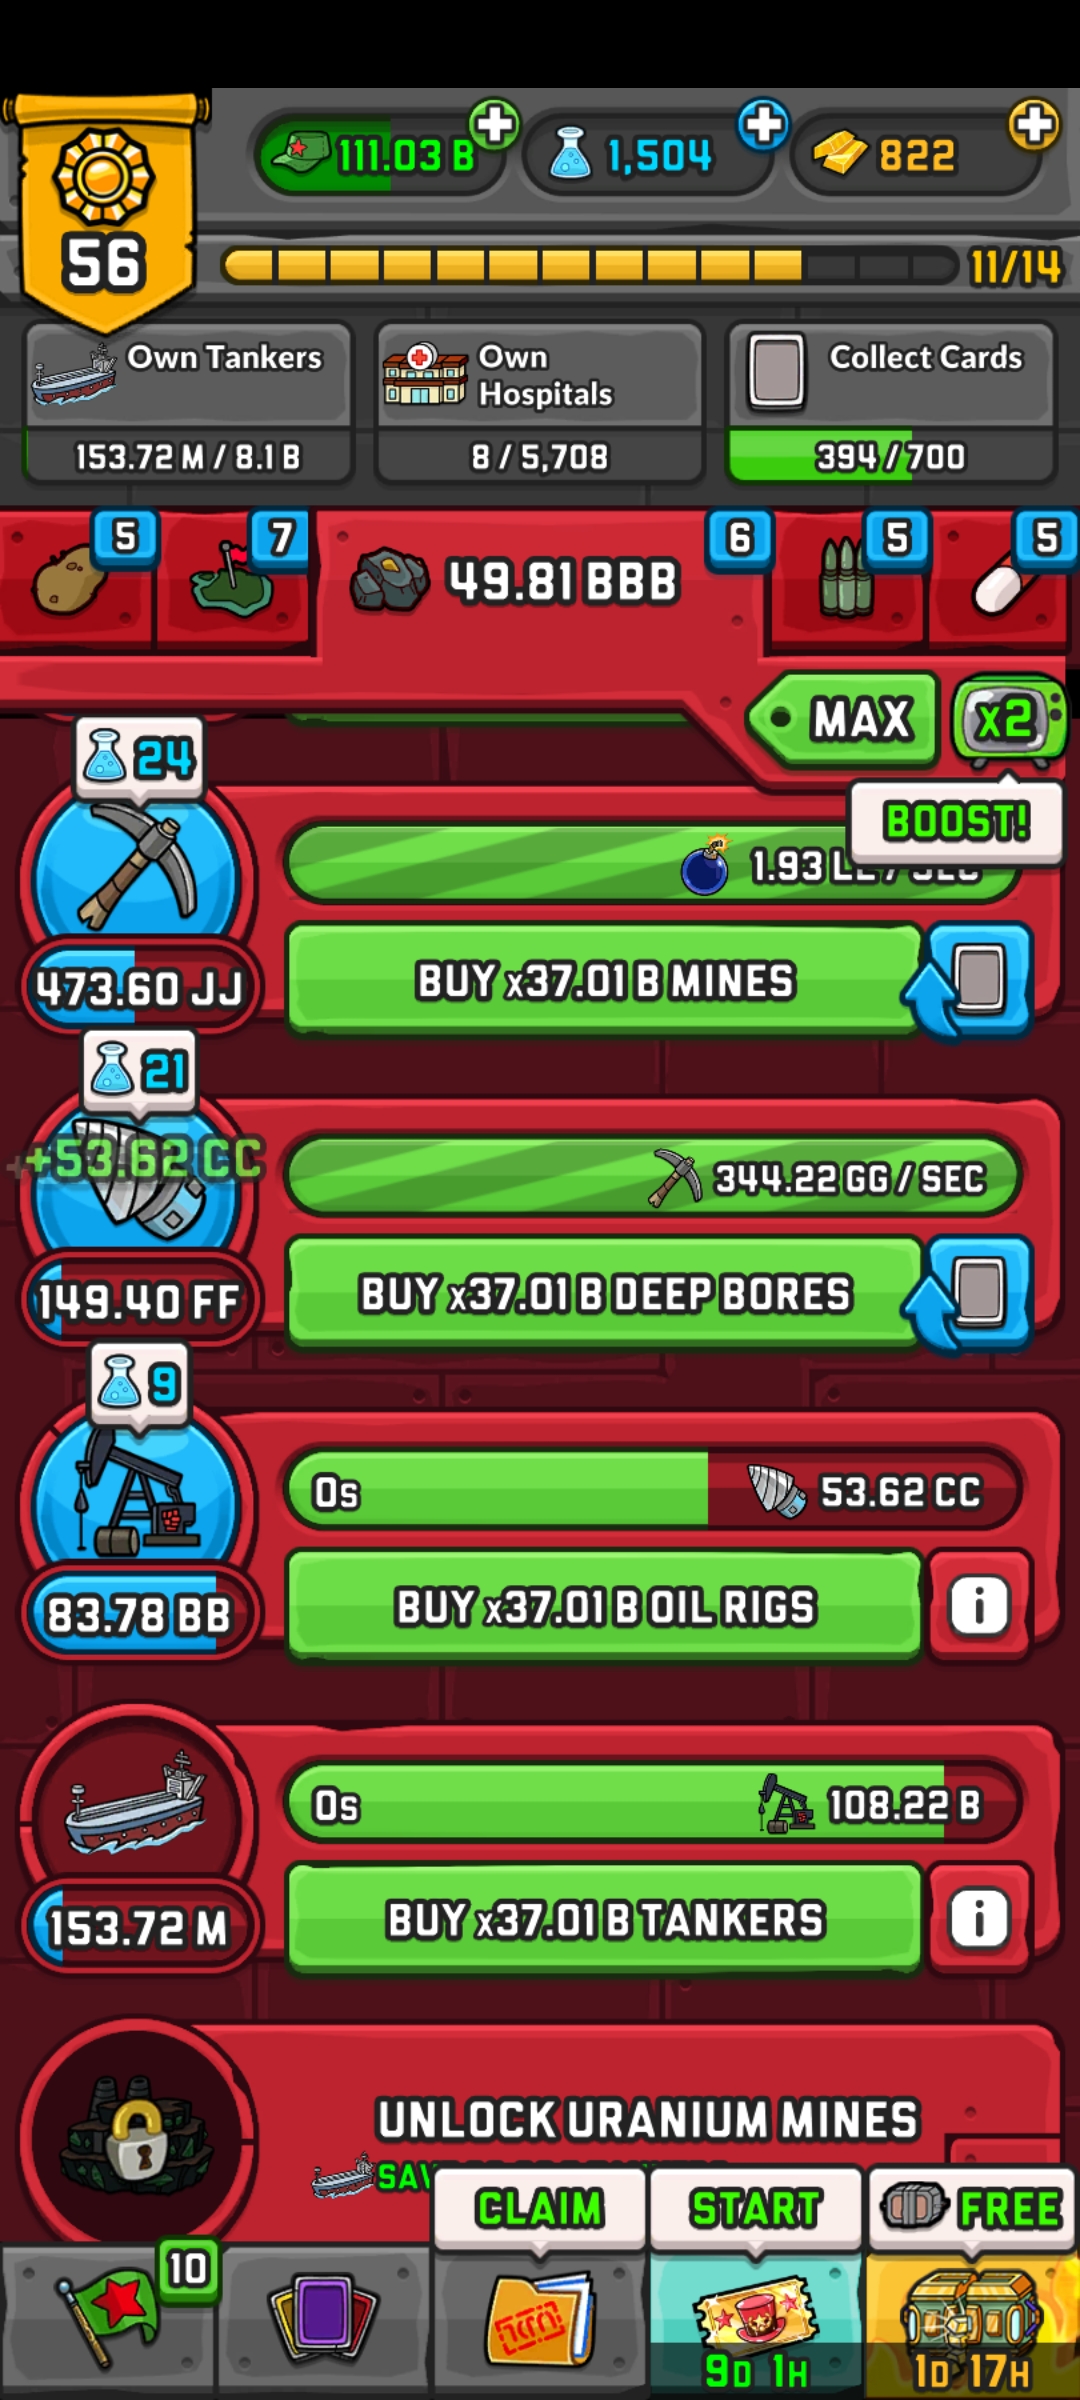 111.03 B
1,504
822
56
11/14
Own Tankers
153.72 M / 8.1 B
Own Hospitals
8 / 5,708
Collect Cards
394 / 700
5
7
49.81 BBB
6
5
5
MAX
x2
BOOST!
24
1.93
473.60 JJ
BUY x37.01 B MINES
21
+53.62 CC
344.22 GG / SEC
149.40 FF
BUY x37.01 B DEEP BORES
9
0s
53.62 CC
83.78 BB
BUY x37.01 B OIL RIGS
i
0s
108.22 B
153.72 M
BUY x37.01 B TANKERS
i
UNLOCK URANIUM MINES
CLAIM
START
FREE
10
9D 1H
1D 17H